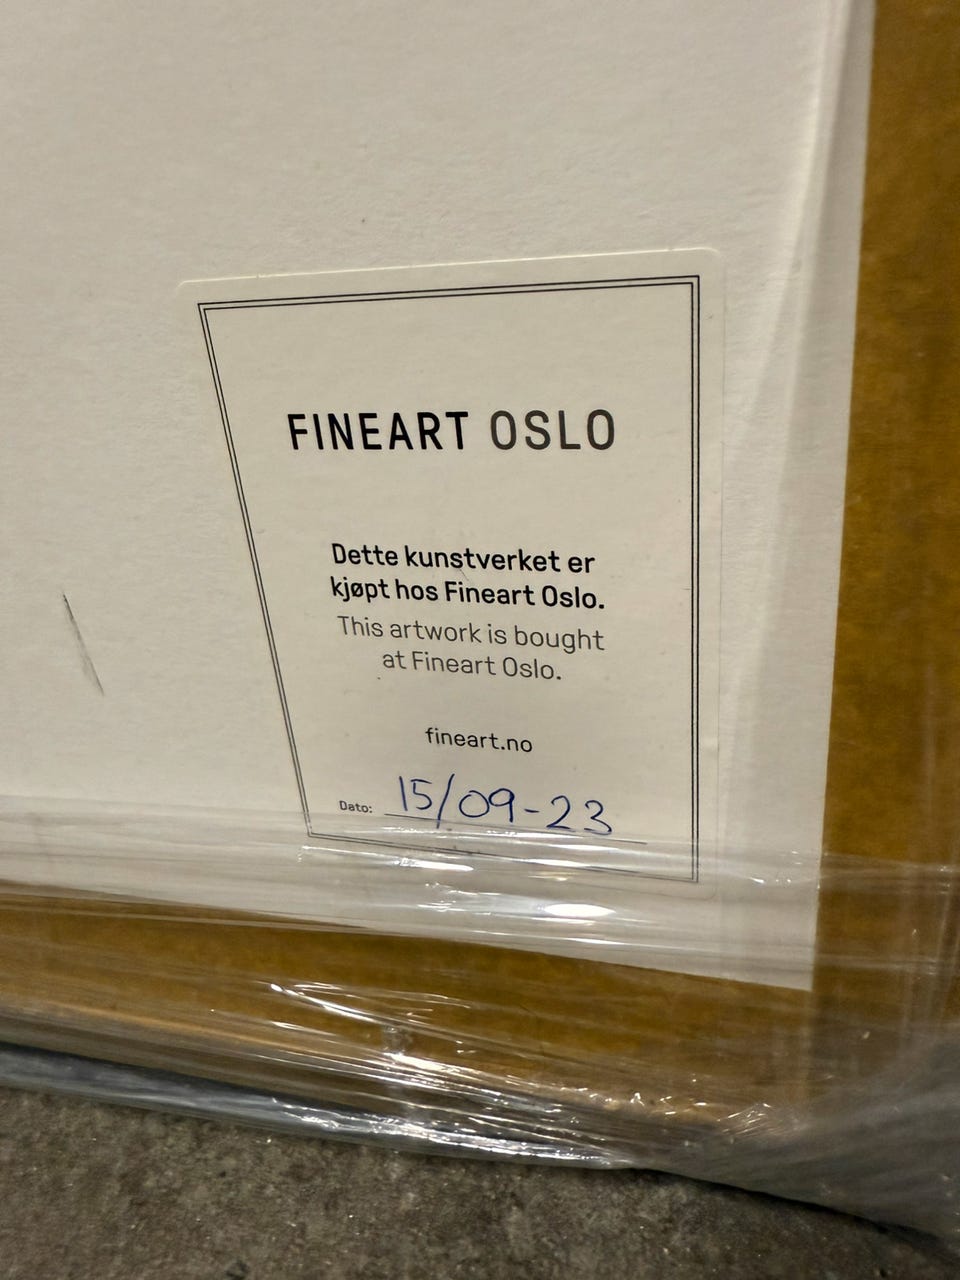 FINEART OSLO
Dette kunstverket er
kjøpt hos Fineart Oslo.
This artwork is bought
at Fineart Oslo.
fineart.no
Dato: 15/09-23